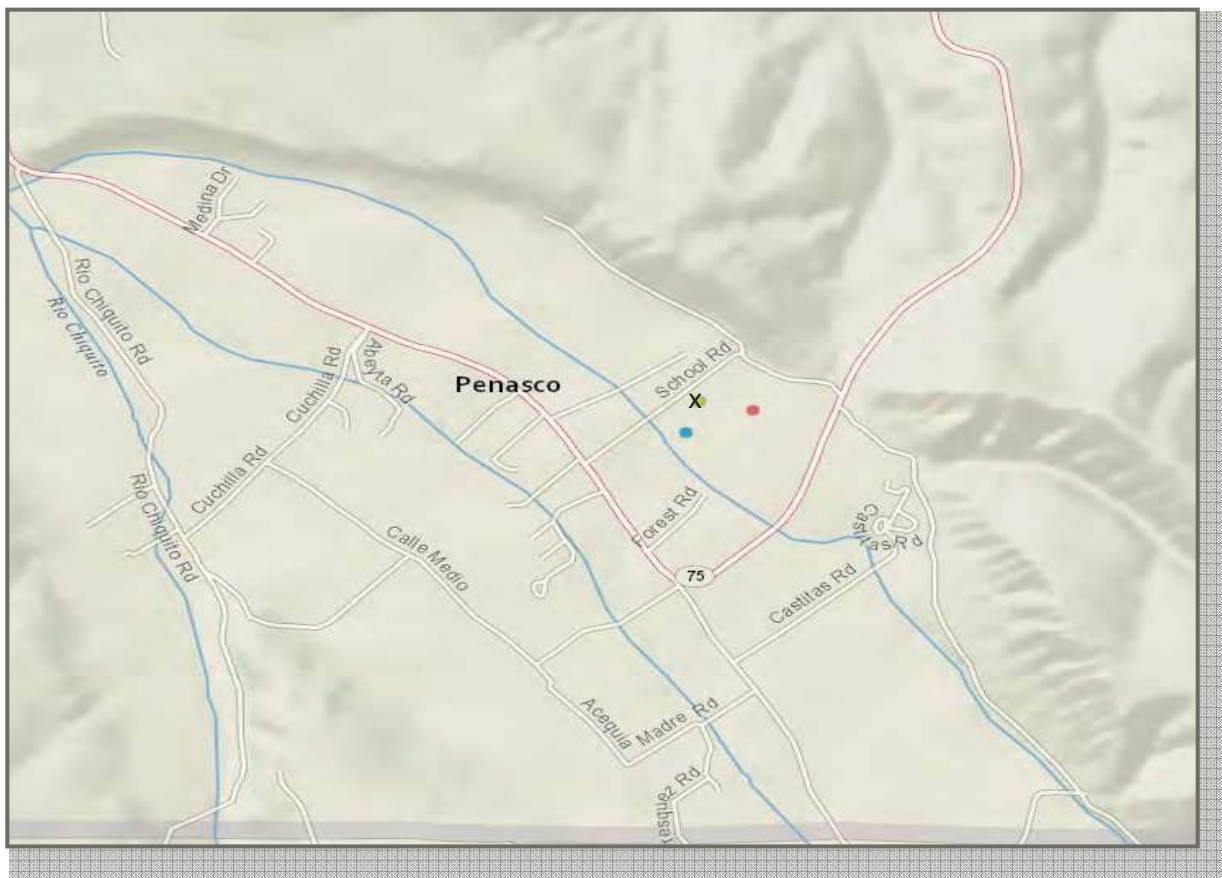 Medina Dr
Rio Chiquito Rd
Rio Chiquito
Cuchilla Rd
Abeyta Rd
Penasco
School Rd
X
Cuchilla Rd
Rio Chiquito Rd
Calle Medio
Forest Rd
75
Castitas Rd
Castitas Rd
Acequia Madre Rd